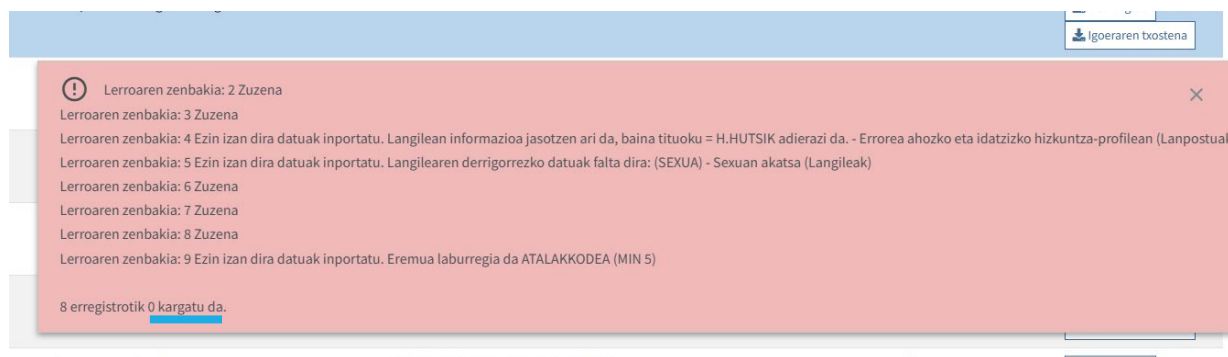 Igoeraren txostena
Lerroaren zenbakia: 2 Zuzena
Lerroaren zenbakia: 3 Zuzena
Lerroaren zenbakia: 4 Ezin izan dira datuak inportatu. Langilean informazioa jasotzen ari da, baina tituoku = H.HUTSIK adierazi da. - Errorea ahozko eta idatzizko hizkuntza-profilean (Lanpostuak
Lerroaren zenbakia: 5 Ezin izan dira datuak inportatu. Langilearen derrigorrezko datuak falta dira: (SEXUA) - Sexuan akatsa (Langileak)
Lerroaren zenbakia: 6 Zuzena
Lerroaren zenbakia: 7 Zuzena
Lerroaren zenbakia: 8 Zuzena
Lerroaren zenbakia: 9 Ezin izan dira datuak inportatu. Eremua laburregia da ATALAKKODEA (MIN 5)
8 erregistrotik 0 kargatu da.